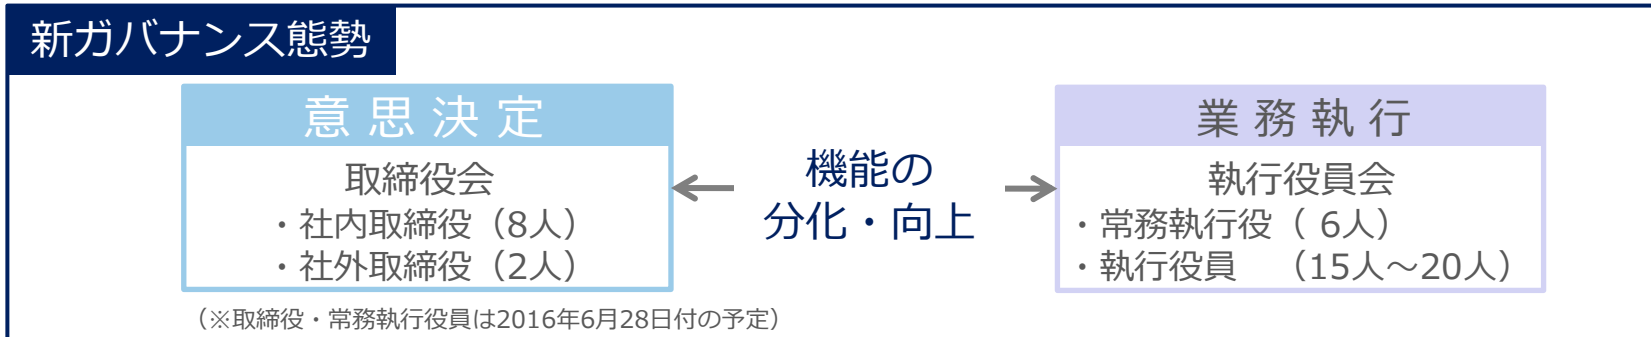 新ガバナンス態勢
意思決定
取締役会
・社内取締役（8人）
・社外取締役（2人）
機能の
分化・向上
業務執行
執行役員会
・常務執行役（ 6人）
・執行役員　（15人～20人）
（※取締役・常務執行役員は2016年6月28日付の予定）